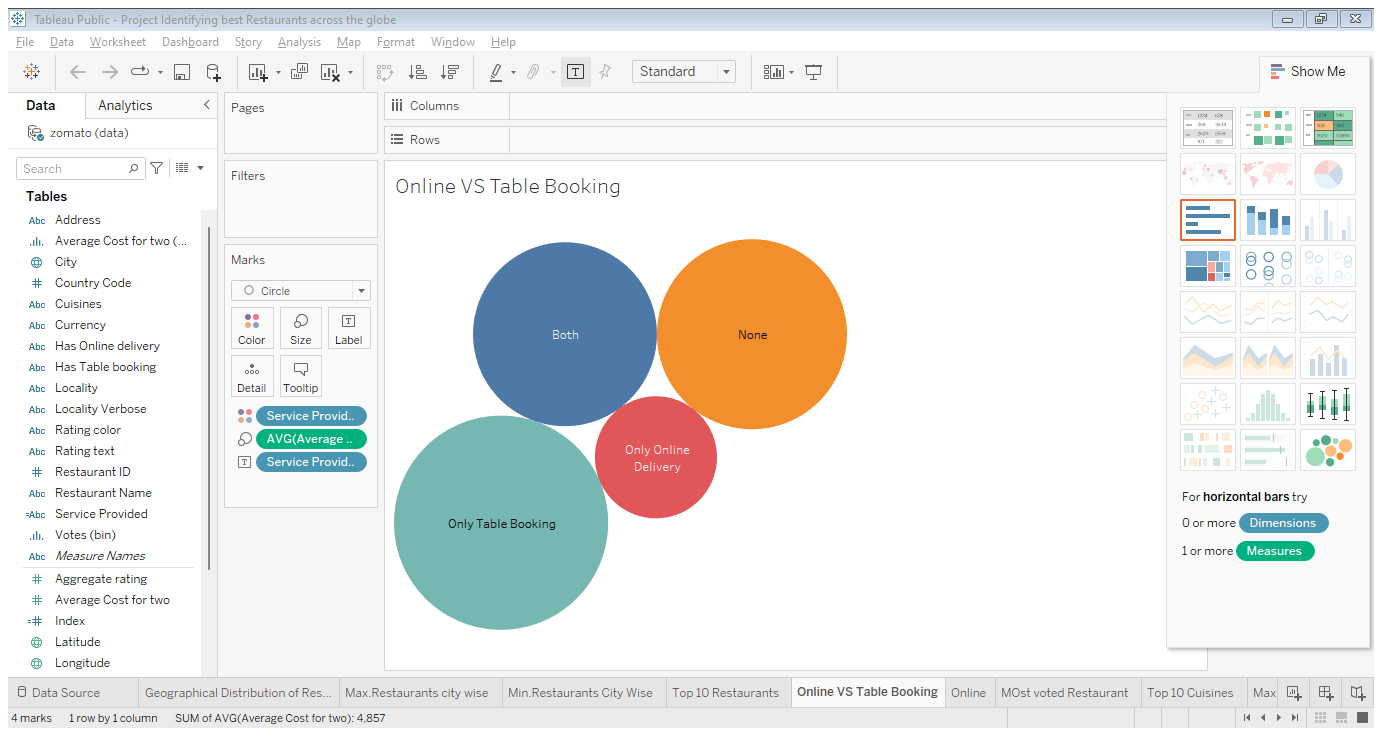 Tableau Public - Project Identifying best Restaurants across the globe
File Data Worksheet Dashboard Story Analysis Map Format Window Help
Standard
Show Me
Data
Analytics
zomato (data)
Search
Tables
Abc Address
Average Cost for two (...
City
Country Code
Abc Cuisines
Abc Currency
Abc Has Online delivery
Abc Has Table booking
Abc Locality
Abc Locality Verbose
Abc Rating color
Abc Rating text
Restaurant ID
Abc Restaurant Name
=Abc Service Provided
Votes (bin)
Abc Measure Names
Aggregate rating
Average Cost for two
Index
Latitude
Longitude
Pages
Filters
Marks
Circle
Color
Size
Label
Detail
Tooltip
Service Provid..
AVG(Average ..
Service Provid..
Columns
Rows
Online VS Table Booking
Both
None
Only Online
Delivery
Only Table Booking
For horizontal bars try
0 or more Dimensions
1 or more Measures
Data Source
Geographical Distribution of Res...
Max.Restaurants city wise
Min.Restaurants City Wise
Top 10 Restaurants
Online VS Table Booking
Online
MOst voted Restaurant
Top 10 Cuisines
Max
4 marks
1 row by 1 column
SUM of AVG(Average Cost for two): 4,857